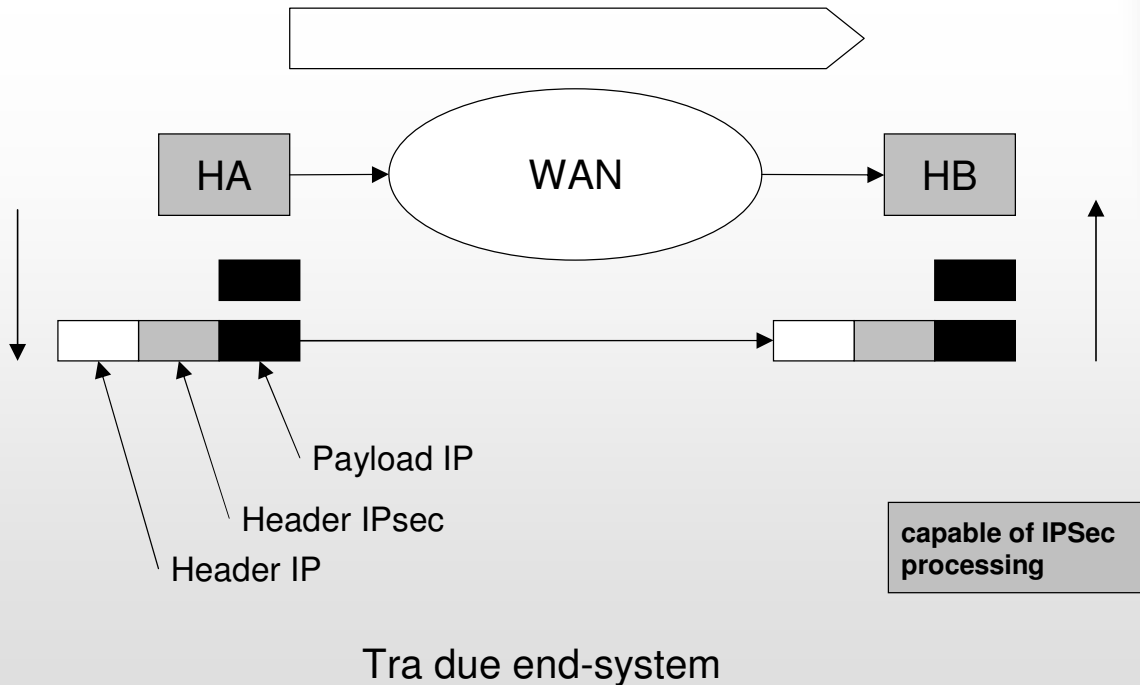 HA
WAN
HB
Payload IP
Header IPsec
Header IP
capable of IPSec
processing
Tra due end-system